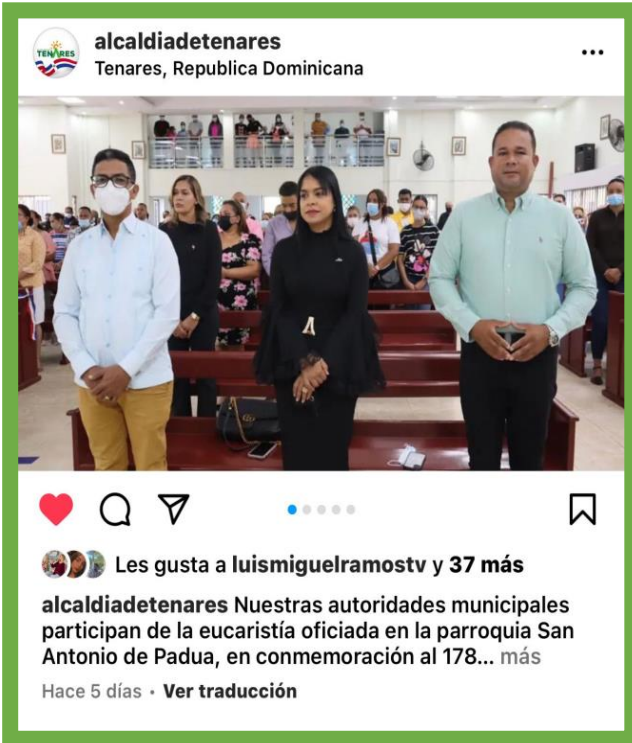 TENARES
alcaldiadetenares
Tenares, Republica Dominicana
Les gusta a luismiguelramostv y 37 más
alcaldiadetenares Nuestras autoridades municipales
participan de la eucaristía oficiada en la parroquia San
Antonio de Padua, en conmemoración al 178... más
Hace 5 días • Ver traducción